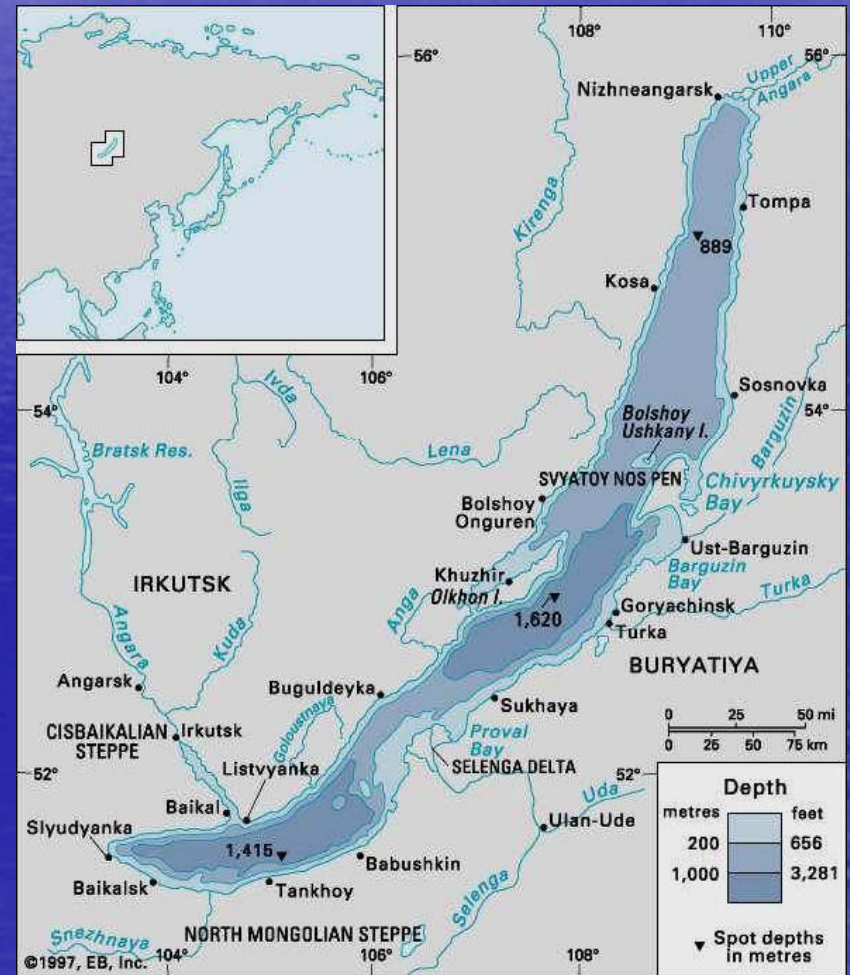 108°
110°
56°
56°
Nizhneangarsk
Upper
Angara
Kirenga
Tompa
889
Kosa
104°
106°
Ivda
Sosnovka
54°
54°
Bolshoy
Ushkany I.
Barguzin
Bratsk Res.
Lena
Ilga
SVYATOY NOS PEN
Chivyrkuysky
Bay
Bolshoy
Onguren
Ust-Barguzin
Barguzin
Bay
Khuzhir
Olkhon I.
IRKUTSK
Turka
Anga
1,620
Goryachinsk
Turka
Angara
Kuda
BURYATIYA
Angarsk
Buguldeyka
Sukhaya
0 25 50 mi
0 25 50 75 km
CISBAIKALIAN
STEPPE
Irkutsk
Goloustnaya
Proval
Bay
SELENGA DELTA
52°
52°
Listvyanka
Uda
Baikal
Ulan-Ude
Slyudyanka
1,415
Babushkin
Baikalsk
Tankhoy
Selenga
Snezhnaya
NORTH MONGOLIAN STEPPE
104°
106°
108°
©1997, EB, Inc.
Depth
metres feet
200 656
1,000 3,281
Spot depths
in metres